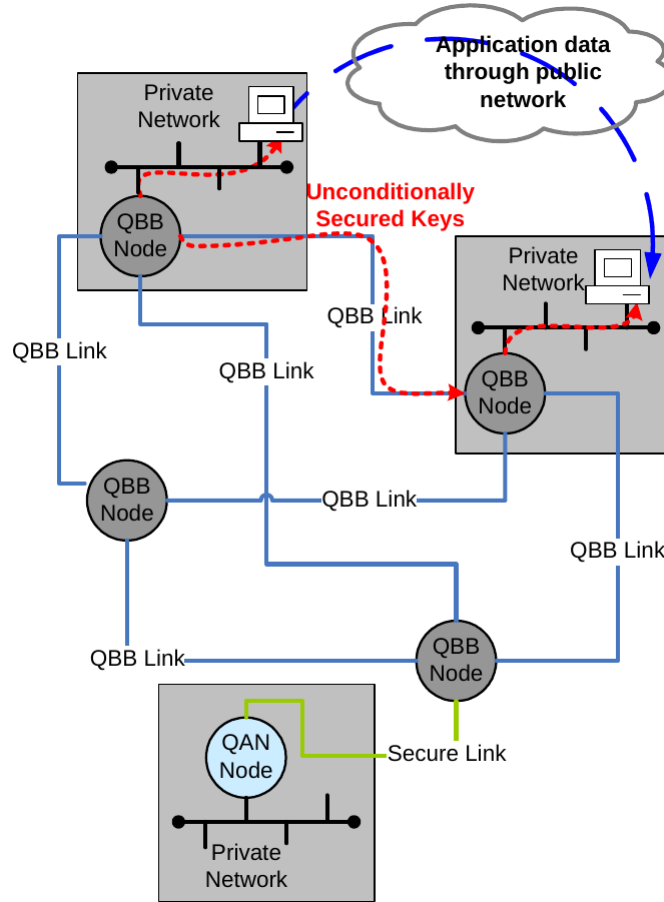 Application data
through public
network
Private
Network
Unconditionally
Secured Keys
QBB
Node
Private
Network
QBB Link
QBB Link
QBB Link
QBB
Node
QBB
Node
QBB Link
QBB Link
QBB Link
QBB
Node
QAN
Node
Secure Link
Private
Network